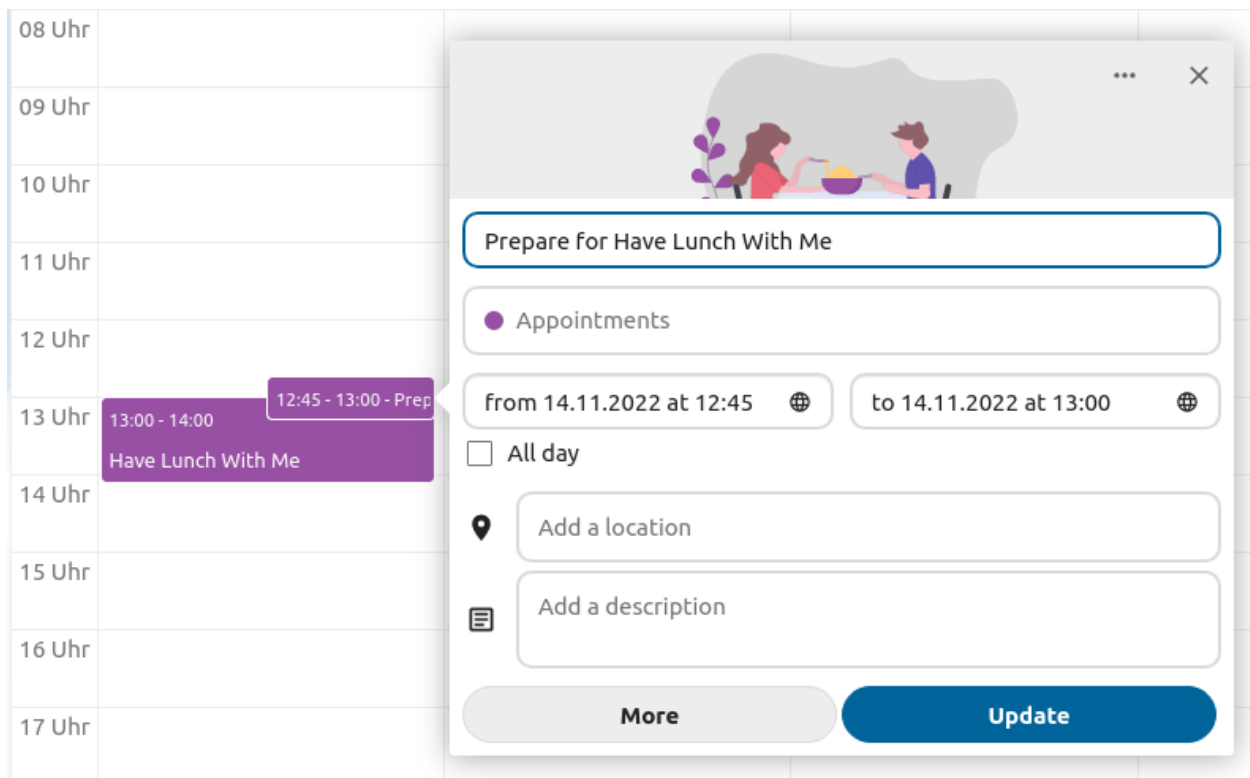 08 Uhr
09 Uhr
10 Uhr
11 Uhr
12 Uhr
13 Uhr
14 Uhr
15 Uhr
16 Uhr
17 Uhr
12:45 - 13:00 - Prep
13:00 - 14:00
Have Lunch With Me
Prepare for Have Lunch With Me
Appointments
from 14.11.2022 at 12:45
to 14.11.2022 at 13:00
All day
Add a location
Add a description
More
Update